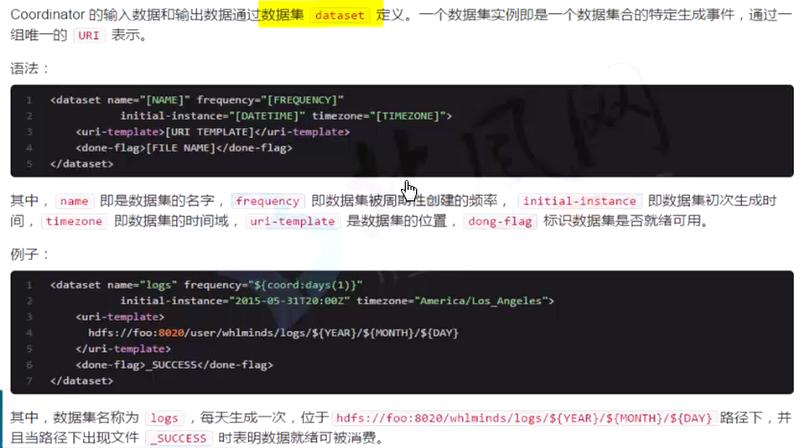 Coordinator 的输入数据和输出数据通过数据集 dataset 定义。一个数据集实例即是一个数据集合的特定生成事件，通过一
组唯一的 URI 表示。
语法：
1 <dataset name="[NAME]" frequency="[FREQUENCY]"
2 initial-instance="[DATETIME]" timezone="[TIMEZONE]">
3 <uri-template>[URI TEMPLATE]</uri-template>
4 <done-flag>[FILE NAME]</done-flag>
5 </dataset>
其中，name 即是数据集的名字，frequency 即数据集被周期性创建的频率，initial-instance 即数据集初次生成时
间，timezone 即数据集的时间域，uri-template 是数据集的位置，dong-flag 标识数据集是否就绪可用。
例子：
1 <dataset name="logs" frequency="${coord:days(1)}"
2 initial-instance="2015-05-31T20:00Z" timezone="America/Los_Angeles">
3 <uri-template>
4 hdfs://foo:8020/user/whlminds/logs/${YEAR}/${MONTH}/${DAY}
5 </uri-template>
6 <done-flag>_SUCCESS</done-flag>
7 </dataset>
其中，数据集名称为 logs，每天生成一次，位于 hdfs://foo:8020/whlminds/logs/${YEAR}/${MONTH}/${DAY} 路径下，并
且当路径下出现文件 _SUCCESS 时表明数据就绪可被消费。